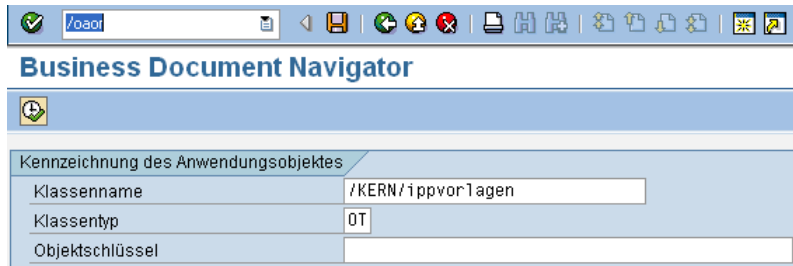 /oaor
Business Document Navigator
Kennzeichnung des Anwendungsobjektes
Klassenname /KERN/ippvorlagen
Klassentyp OT
Objektschlüssel